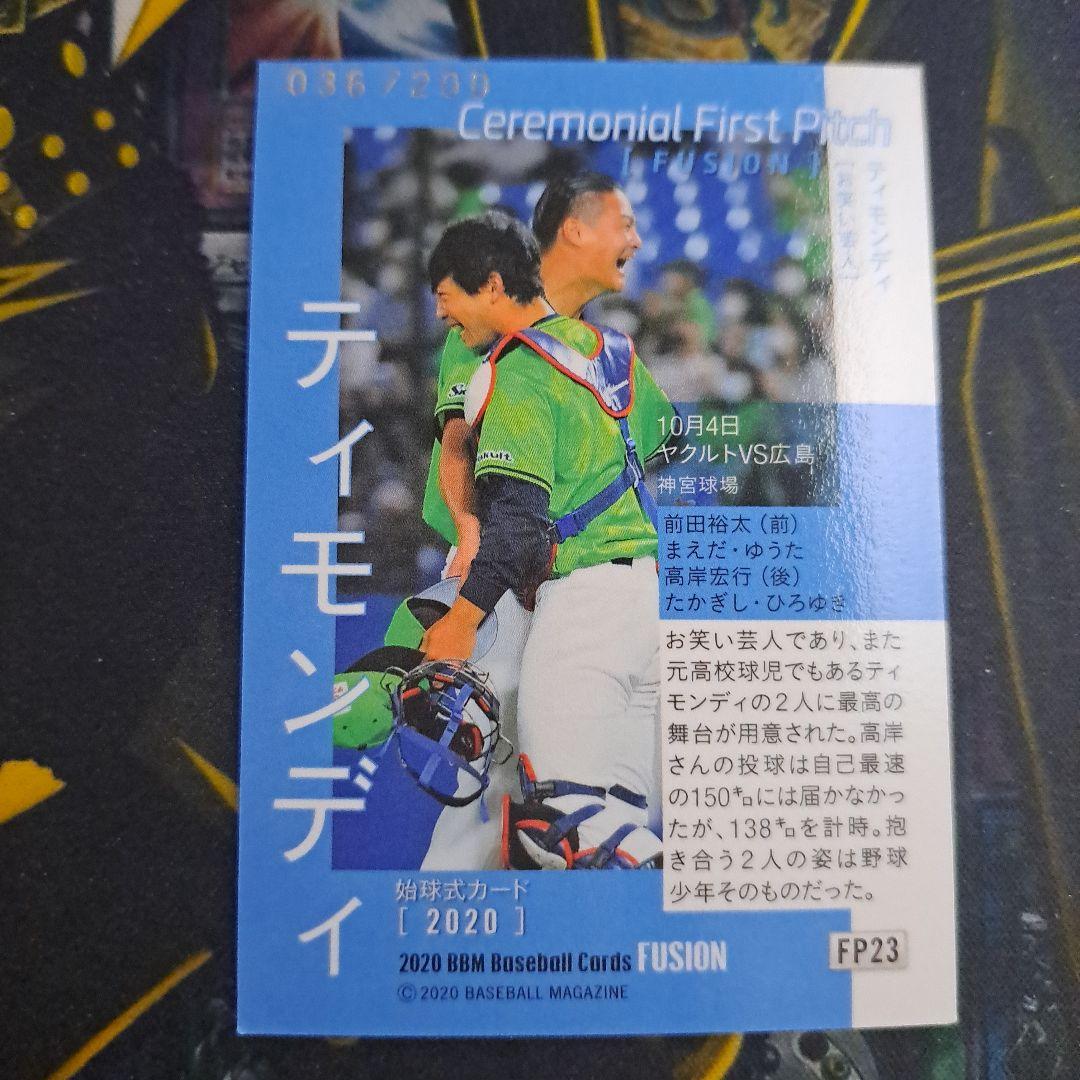 036/200
Ceremonial First Pitch
[ FUSION ]
ティモンディ
[お笑い芸人]
ティモンディ
10月4日
ヤクルトVS広島
神宮球場
前田裕太（前）
まえだ・ゆうた
高岸宏行（後）
たかぎし・ひろゆき
お笑い芸人であり、また
元高校球児でもあるティ
モンディの2人に最高の
舞台が用意された。高岸
さんの投球は自己最速
の150㌔には届かなかっ
たが、138㌔を計時。抱
き合う2人の姿は野球
少年そのものだった。
始球式カード
[ 2020 ]
2020 BBM Baseball Cards FUSION
©2020 BASEBALL MAGAZINE
FP23